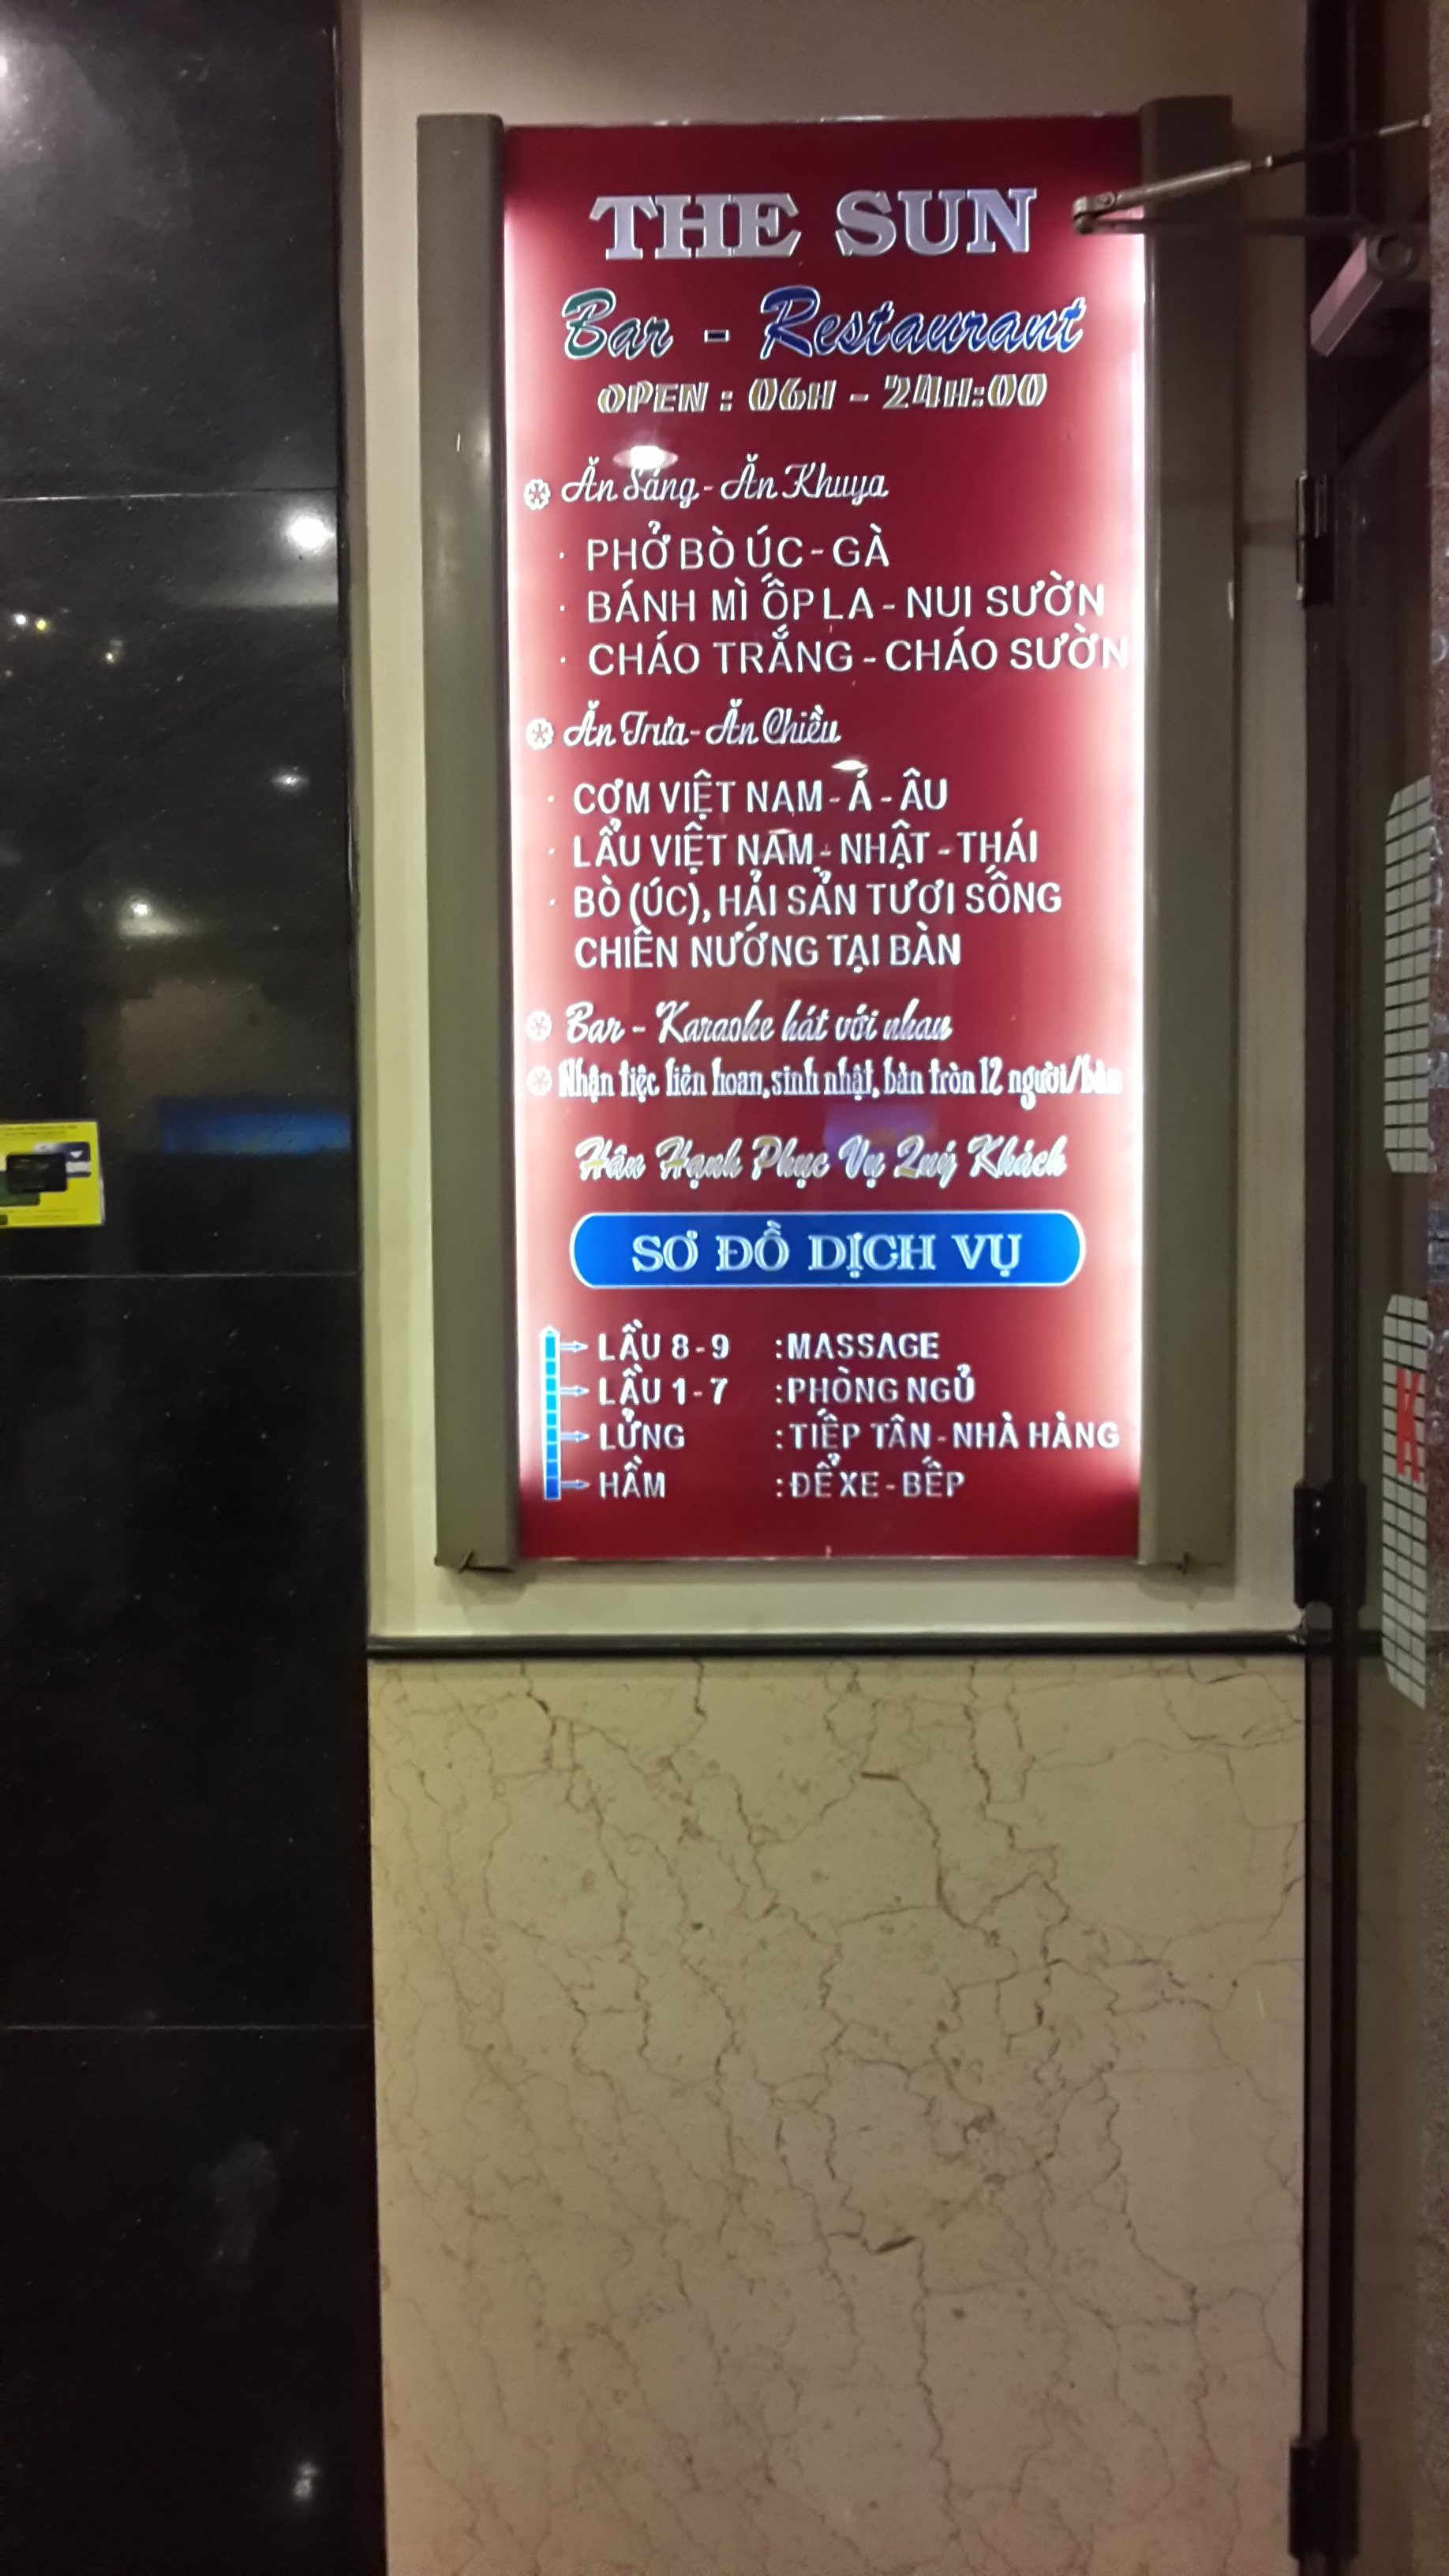 THE SUN
Bar - Restaurant
OPEN : 06H - 24H:00
Ăn Sáng - Ăn Khuya
· PHỞ BÒ ÚC - GÀ
· BÁNH MÌ ỐPLA - NUI SƯỜN
· CHÁO TRẮNG - CHÁO SƯỜN
Ăn Trưa - Ăn Chiều
· CƠM VIỆT NAM - Á - ÂU
· LẨU VIỆT NAM - NHẬT - THÁI
· BÒ (ÚC), HẢI SẢN TƯƠI SỐNG
CHIÊN NƯỚNG TẠI BÀN
Bar - Karaoke hát với nhau
Nhận tiệc liên hoan, sinh nhật, bàn tròn 12 người/bàn
Hân Hạnh Phục Vụ Quý Khách
SƠ ĐỒ DỊCH VỤ
LẦU 8 - 9 : MASSAGE
LẦU 1 - 7 : PHÒNG NGỦ
LỬNG : TIẾP TÂN - NHÀ HÀNG
HẦM : ĐỂ XE - BẾP
K